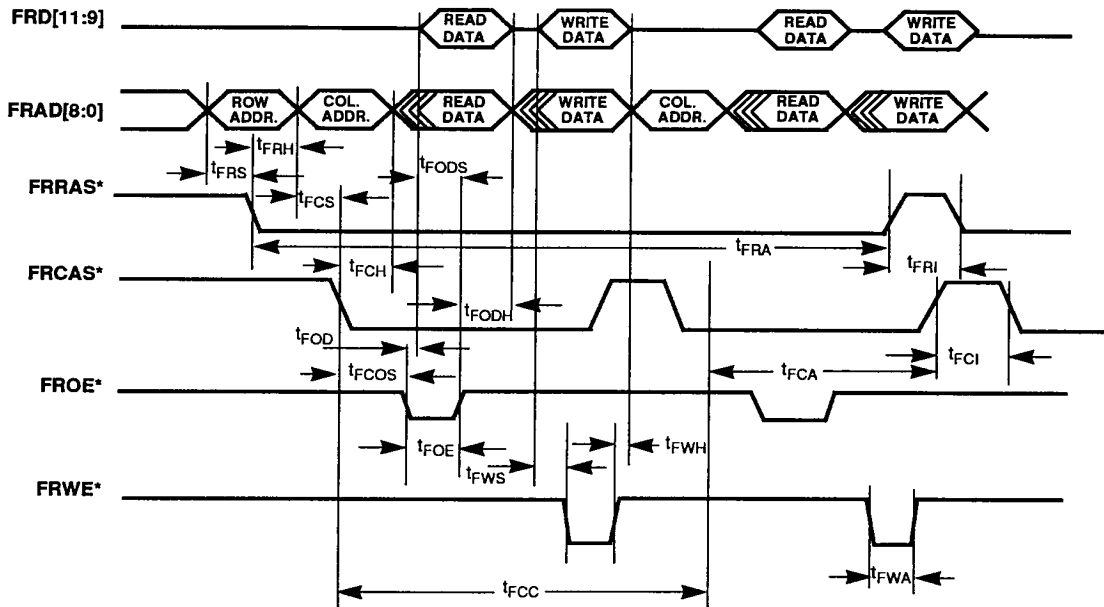 FRD[11:9]
READ DATA
WRITE DATA
READ DATA
WRITE DATA
FRAD[8:0]
ROW ADDR.
COL. ADDR.
READ DATA
WRITE DATA
COL. ADDR.
READ DATA
WRITE DATA
tFRH
tFRS
tFODS
FRRAS*
tFCS
tFRA
FRCAS*
tFCH
tFRI
tFODH
tFOD
tFCOS
tFCA
tFCI
FROE*
tFOE
tFWS
tFWH
FRWE*
tFWA
tFCC